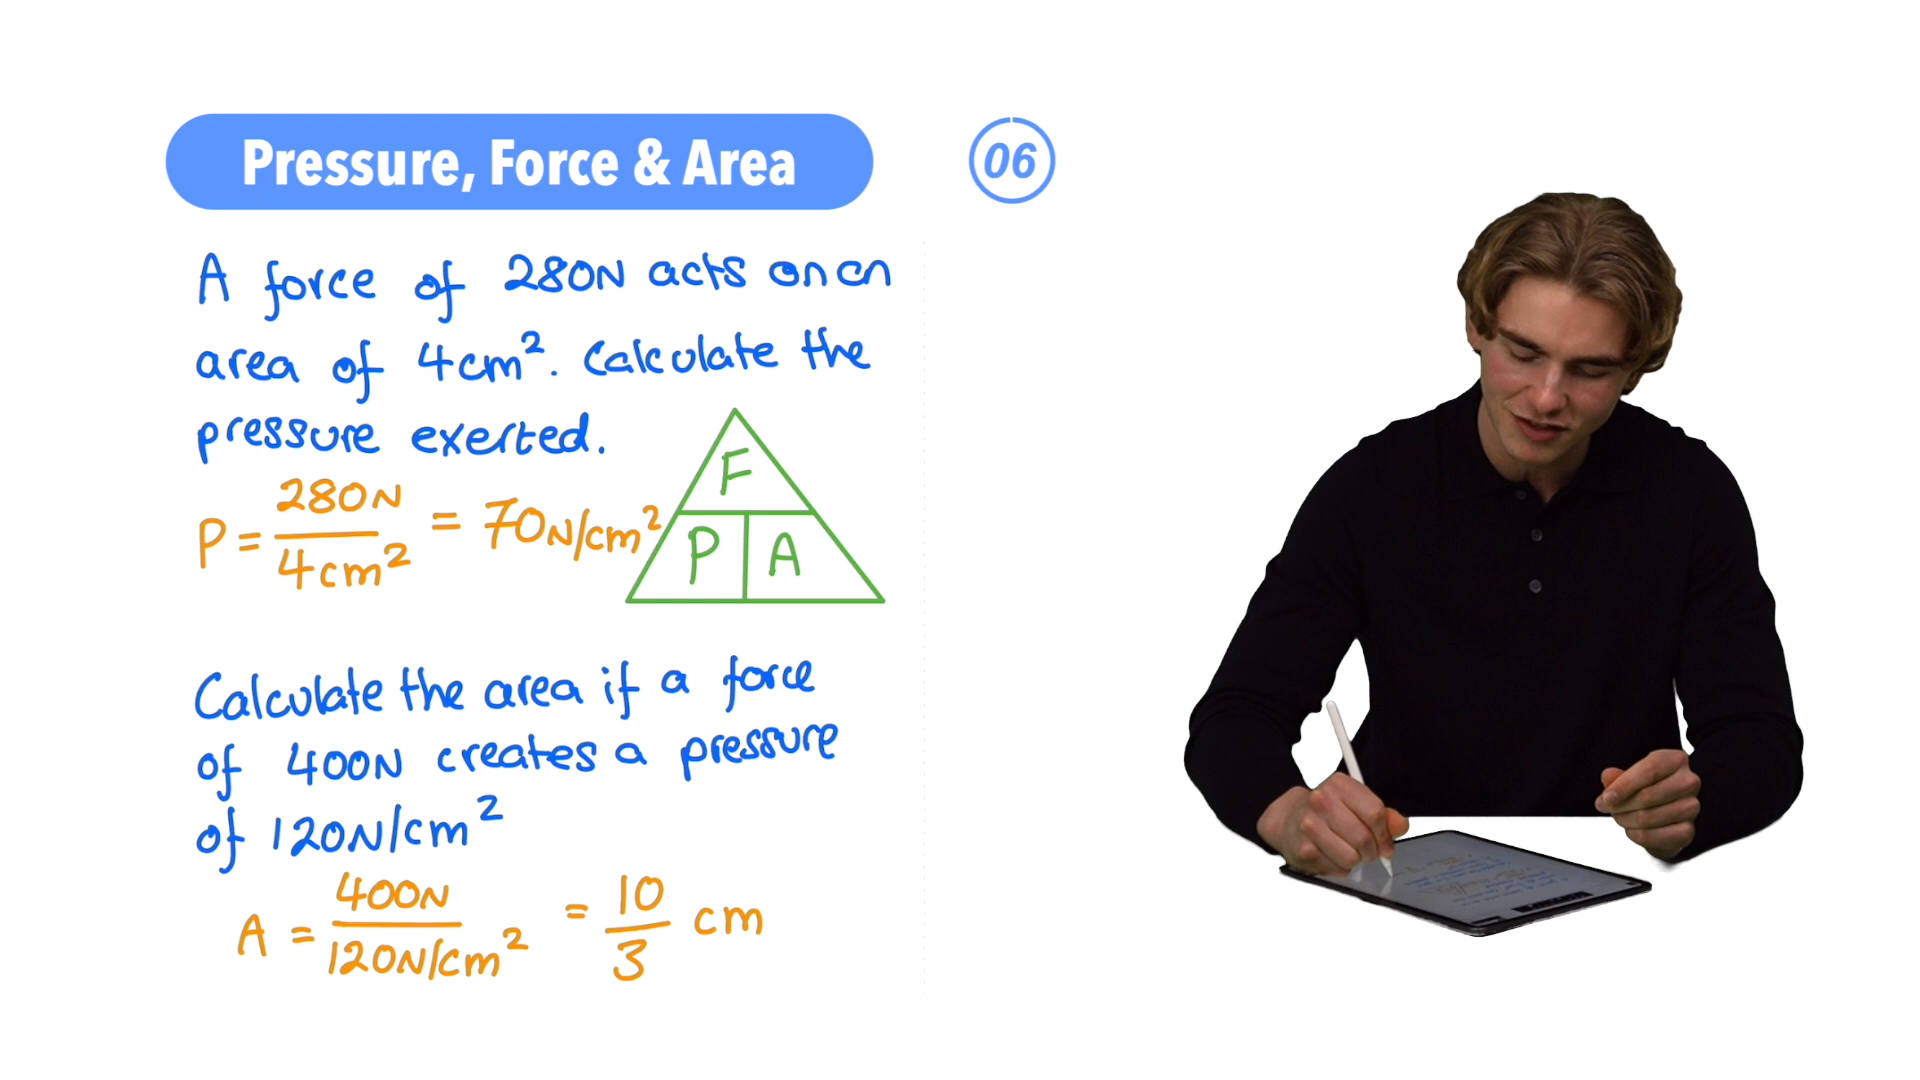 Pressure, Force & Area
06
A force of 280N acts on an
area of 4cm². Calculate the
pressure exerted.
F
P A
P = 280N / 4cm² = 70N/cm²
Calculate the area if a force
of 400N creates a pressure
of 120N/cm²
A = 400N / 120N/cm² = 10 / 3 cm